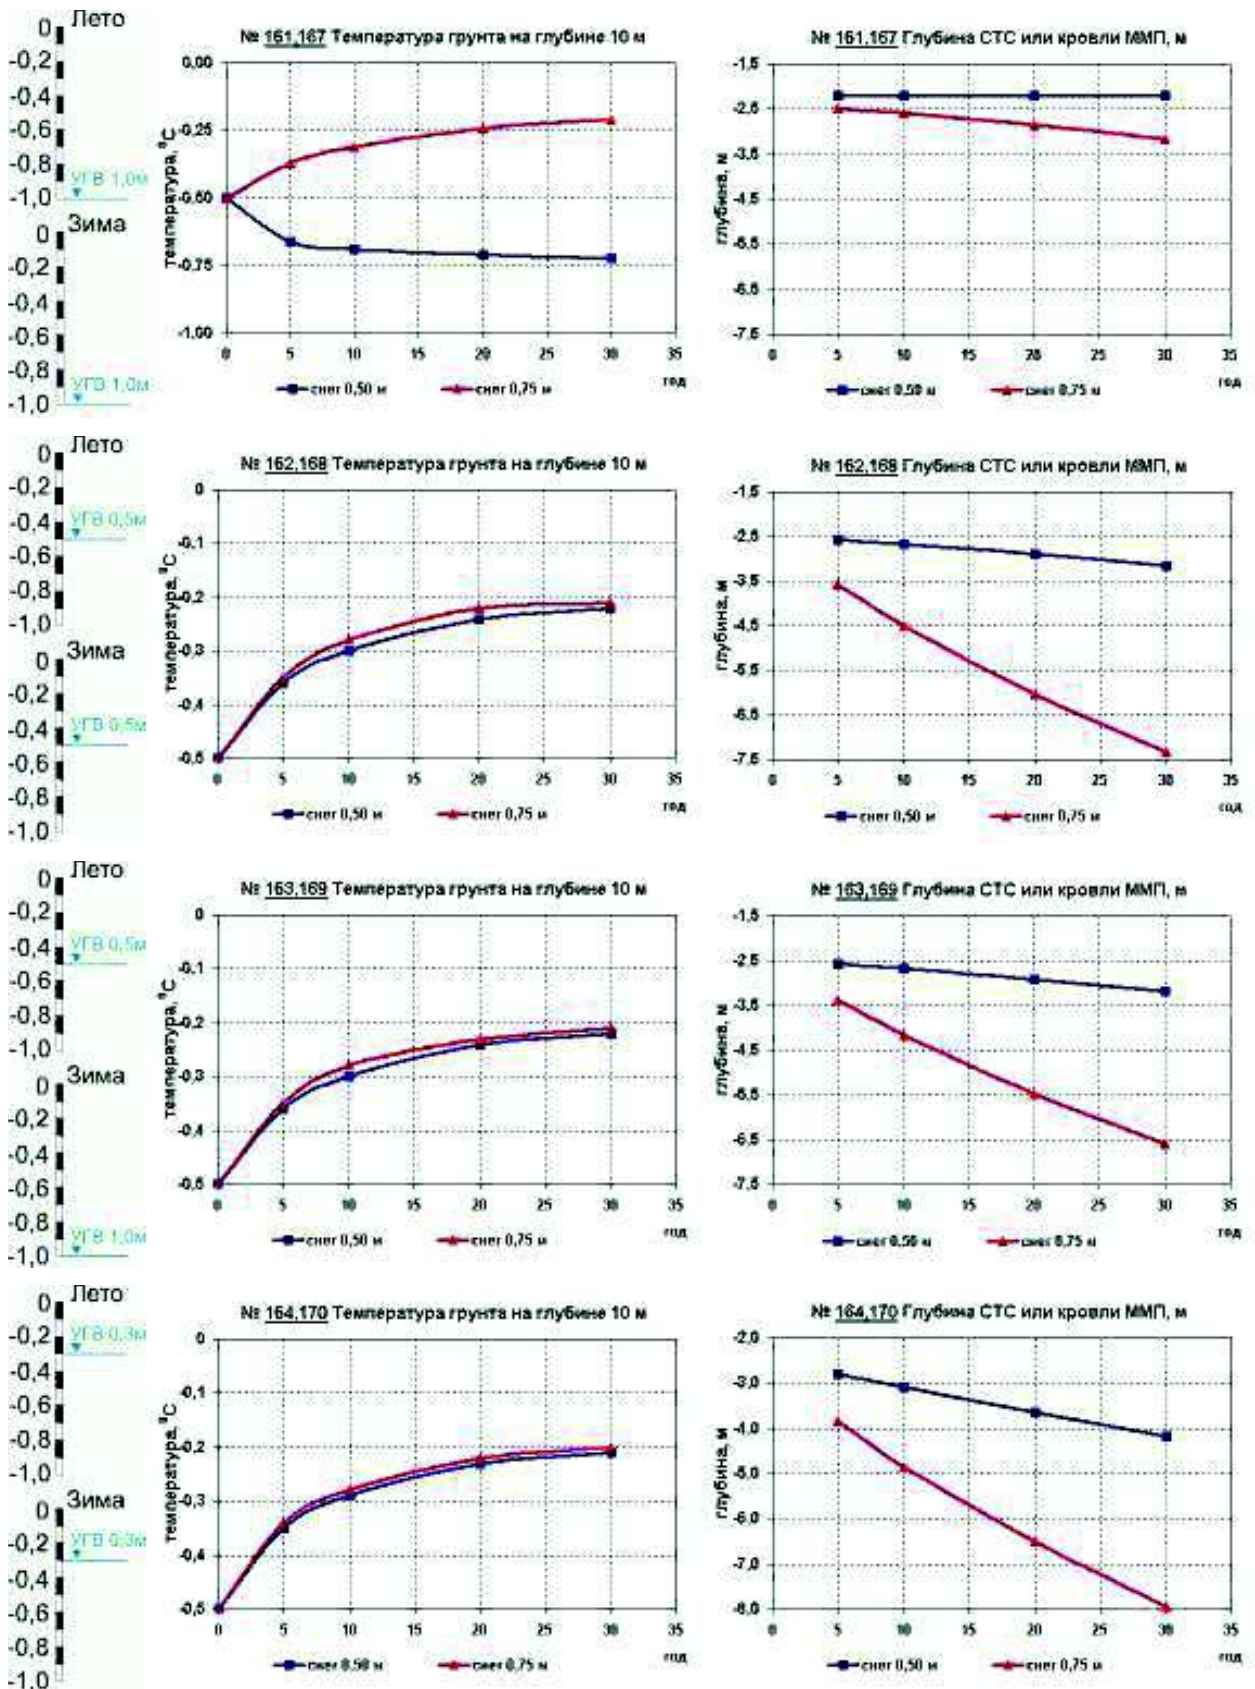 Лето
0
-0,2
-0,4
-0,6
-0,8
УГВ 1,0м
-1,0
Зима
0
-0,2
-0,4
-0,6
-0,8
УГВ 1,0м
-1,0
№ 161,167 Температура грунта на глубине 10 м
температура, °С
0,00
-0,25
-0,50
-0,75
-1,00
0 5 10 15 20 25 30 35
год
снег 0,50 м снег 0,75 м
№ 161,167 Глубина СТС или кровли ММП, м
глубина, м
-1,5
-2,5
-3,5
-4,5
-5,5
-6,5
-7,5
5 10 15 20 25 30 35
год
снег 0,50 м снег 0,75 м
Лето
0
-0,2
УГВ 0,5м
-0,4
-0,6
-0,8
-1,0
Зима
0
-0,2
УГВ 0,5м
-0,4
-0,6
-0,8
-1,0
№ 162,168 Температура грунта на глубине 10 м
температура, °С
0
-0,1
-0,2
-0,3
-0,4
-0,5
0 5 10 15 20 25 30 35
год
снег 0,50 м снег 0,75 м
№ 162,168 Глубина СТС или кровли ММП, м
глубина, м
-1,5
-2,5
-3,5
-4,5
-5,5
-6,5
-7,5
5 10 15 20 25 30 35
год
снег 0,50 м снег 0,75 м
Лето
0
-0,2
УГВ 0,5м
-0,4
-0,6
-0,8
-1,0
Зима
0
-0,2
-0,4
-0,6
-0,8
УГВ 1,0м
-1,0
№ 163,169 Температура грунта на глубине 10 м
температура, °С
0
-0,1
-0,2
-0,3
-0,4
-0,5
0 5 10 15 20 25 30 35
год
снег 0,50 м снег 0,75 м
№ 163,169 Глубина СТС или кровли ММП, м
глубина, м
-1,5
-2,5
-3,5
-4,5
-5,5
-6,5
-7,5
5 10 15 20 25 30 35
год
снег 0,50 м снег 0,75 м
Лето
0
УГВ 0,3м
-0,2
-0,4
-0,6
-0,8
-1,0
Зима
0
УГВ 0,3м
-0,2
-0,4
-0,6
-0,8
-1,0
№ 164,170 Температура грунта на глубине 10 м
температура, °С
0
-0,1
-0,2
-0,3
-0,4
-0,5
0 5 10 15 20 25 30 35
год
снег 0,50 м снег 0,75 м
№ 164,170 Глубина СТС или кровли ММП, м
глубина, м
-2,0
-3,0
-4,0
-5,0
-6,0
-7,0
-8,0
5 10 15 20 25 30 35
год
снег 0,50 м снег 0,75 м